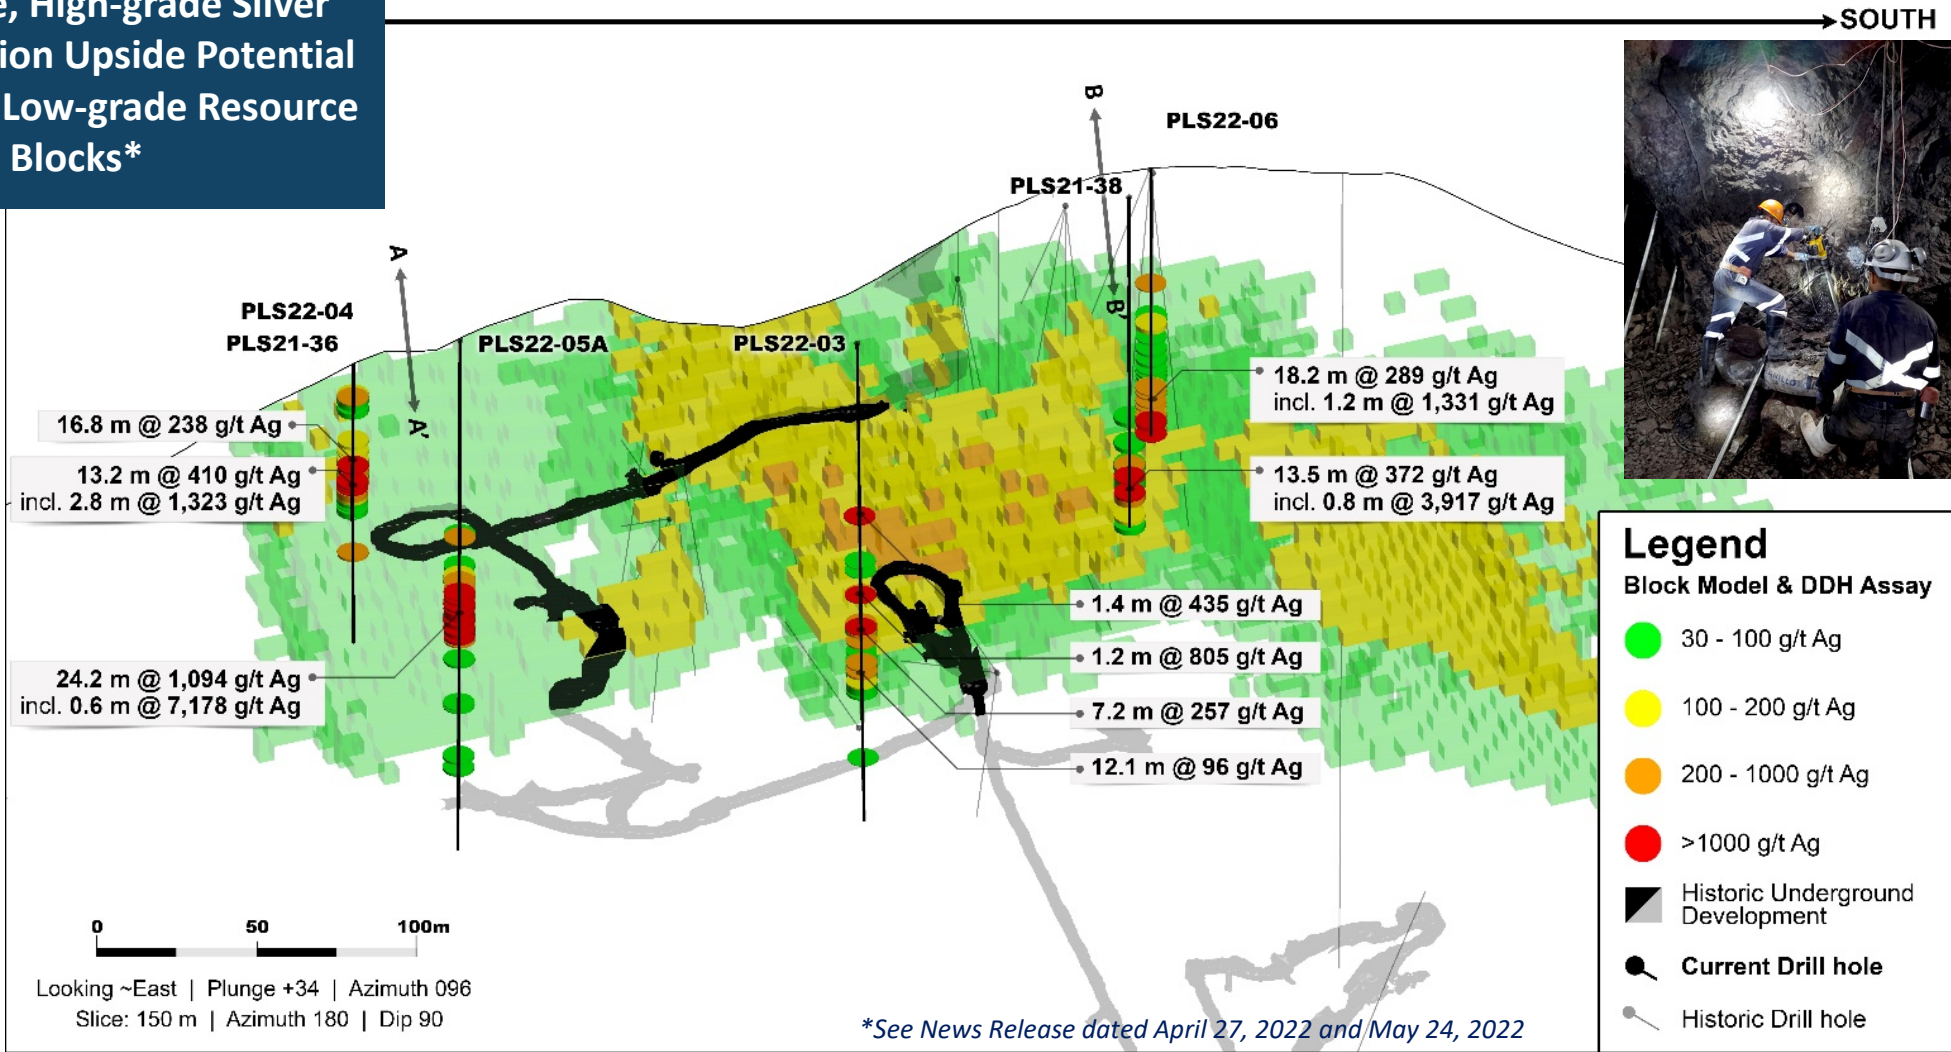 High-grade Silver
Upside Potential
Low-grade Resource
Blocks*
SOUTH
B
PLS22-06
PLS21-38
A
B'
PLS22-04
PLS21-36
PLS22-05A
PLS22-03
A'
16.8 m @ 238 g/t Ag
13.2 m @ 410 g/t Ag
incl. 2.8 m @ 1,323 g/t Ag
24.2 m @ 1,094 g/t Ag
incl. 0.6 m @ 7,178 g/t Ag
18.2 m @ 289 g/t Ag
incl. 1.2 m @ 1,331 g/t Ag
13.5 m @ 372 g/t Ag
incl. 0.8 m @ 3,917 g/t Ag
1.4 m @ 435 g/t Ag
1.2 m @ 805 g/t Ag
7.2 m @ 257 g/t Ag
12.1 m @ 96 g/t Ag
Legend
Block Model & DDH Assay
30 - 100 g/t Ag
100 - 200 g/t Ag
200 - 1000 g/t Ag
>1000 g/t Ag
Historic Underground
Development
Current Drill hole
Historic Drill hole
0 50 100m
Looking ~East | Plunge +34 | Azimuth 096
Slice: 150 m | Azimuth 180 | Dip 90
*See News Release dated April 27, 2022 and May 24, 2022